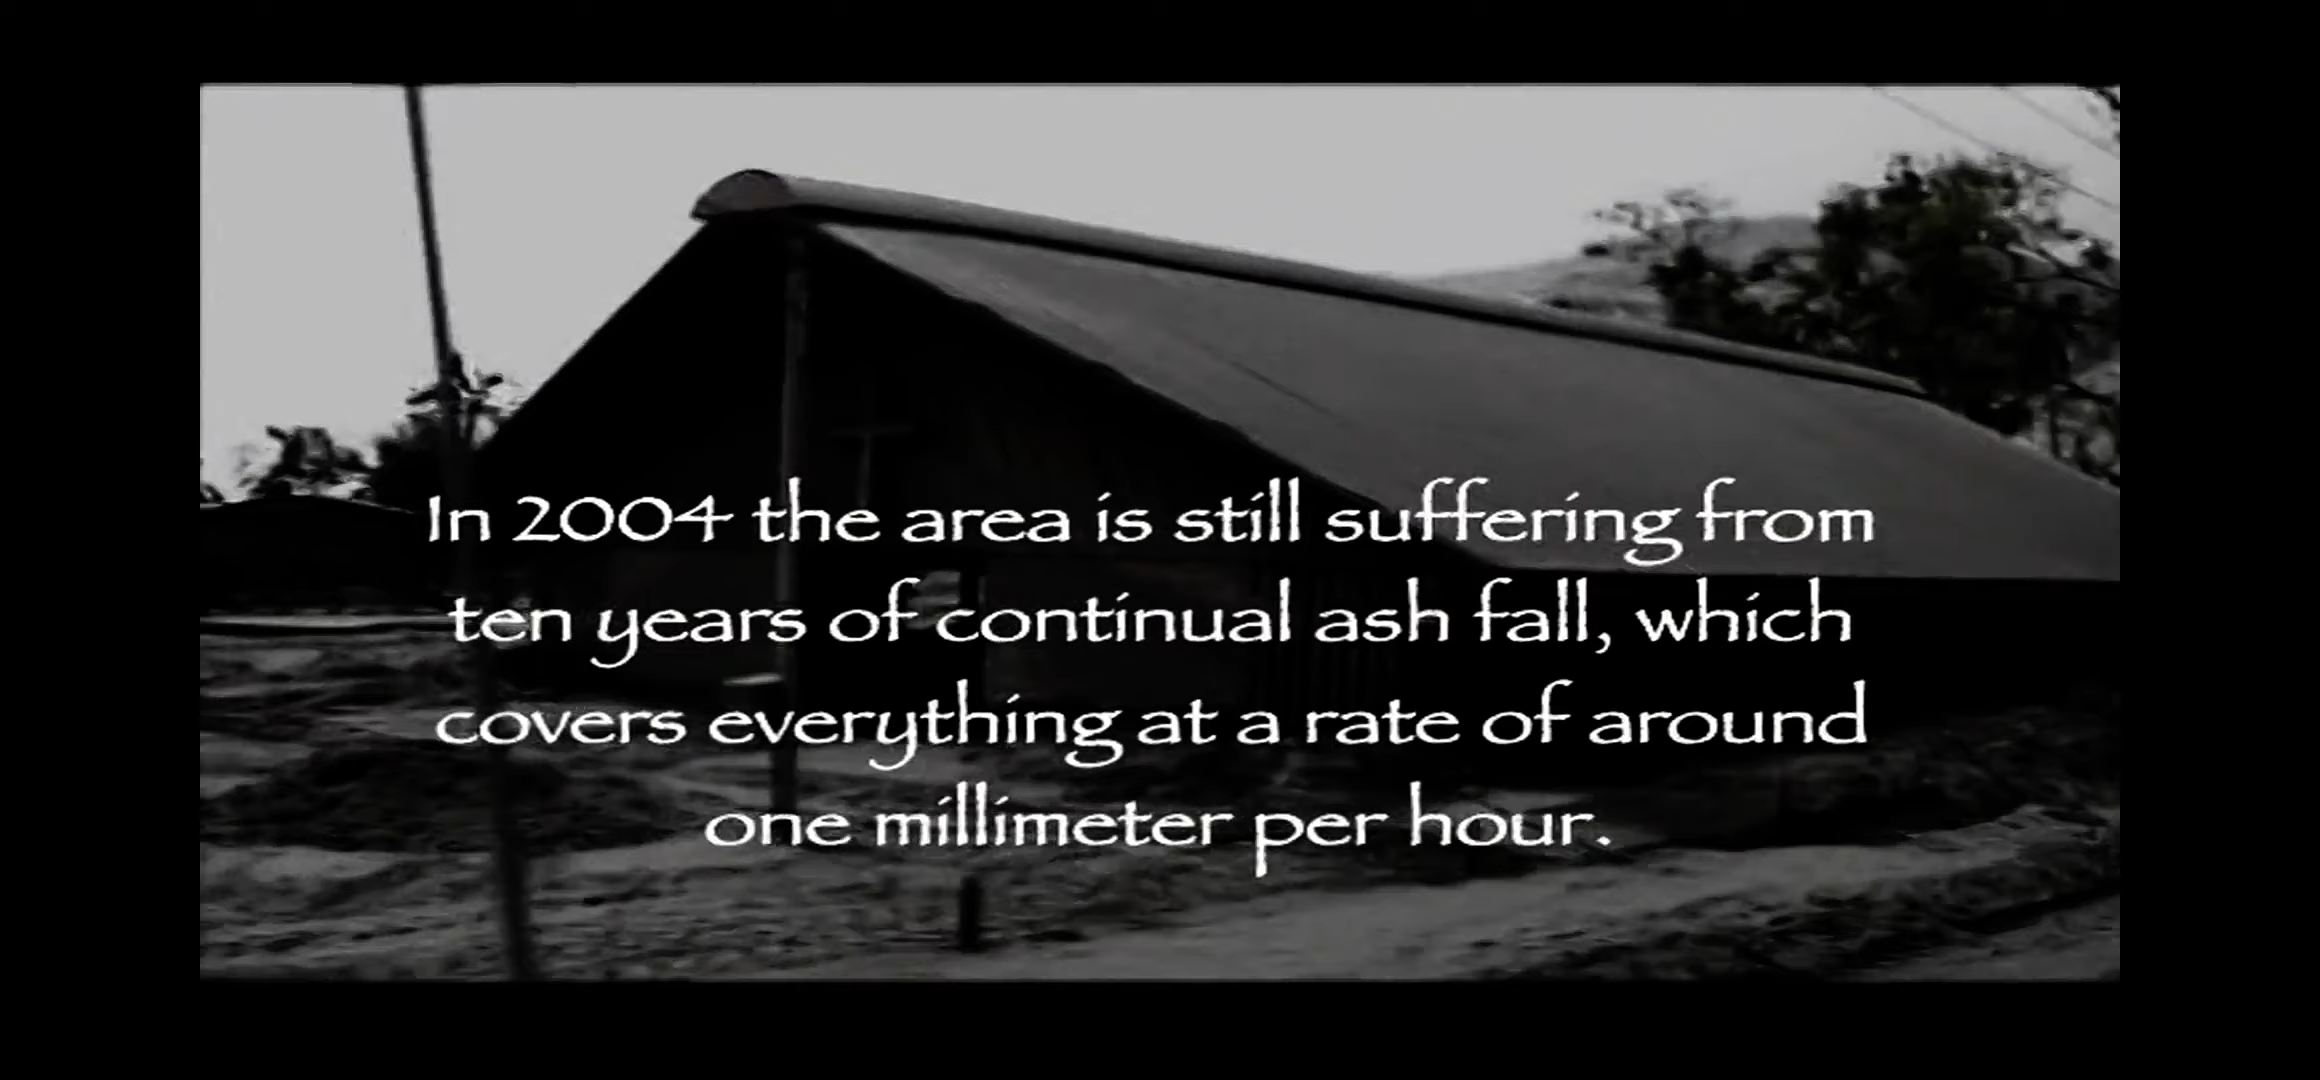 In 2004 the area is still suffering from
ten years of continual ash fall, which
covers everything at a rate of around
one millimeter per hour.